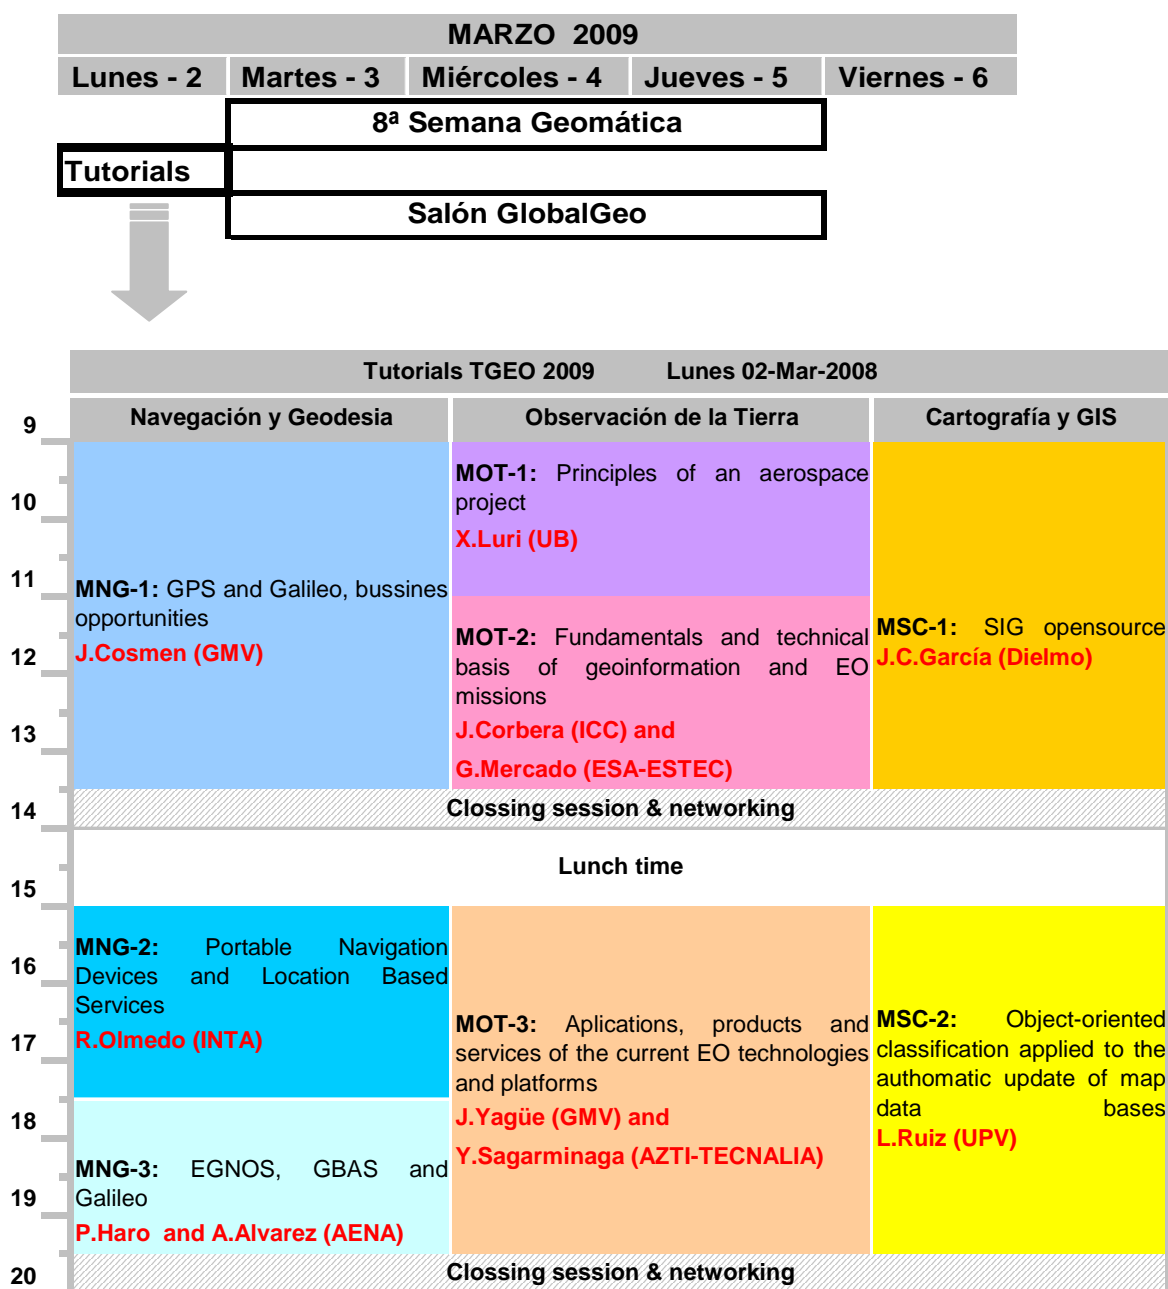 MARZO 2009
Lunes - 2 Martes - 3 Miércoles - 4 Jueves - 5 Viernes - 6
8ª Semana Geomática
Tutorials
Salón GlobalGeo
Tutorials TGEO 2009 Lunes 02-Mar-2008
Navegación y Geodesia Observación de la Tierra Cartografía y GIS
9
10
11
12
13
14
15
16
17
18
19
20
MNG-1: GPS and Galileo, bussines
opportunities
J.Cosmen (GMV)
MOT-1: Principles of an aerospace
project
X.Luri (UB)
MOT-2: Fundamentals and technical
basis of geoinformation and EO
missions
J.Corbera (ICC) and
G.Mercado (ESA-ESTEC)
MSC-1: SIG opensource
J.C.García (Dielmo)
Clossing session & networking
Lunch time
MNG-2: Portable Navigation
Devices and Location Based
Services
R.Olmedo (INTA)
MNG-3: EGNOS, GBAS and
Galileo
P.Haro and A.Alvarez (AENA)
MOT-3: Aplications, products and
services of the current EO technologies
and platforms
J.Yagüe (GMV) and
Y.Sagarminaga (AZTI-TECNALIA)
MSC-2: Object-oriented
classification applied to the
authomatic update of map
data bases
L.Ruiz (UPV)
Clossing session & networking